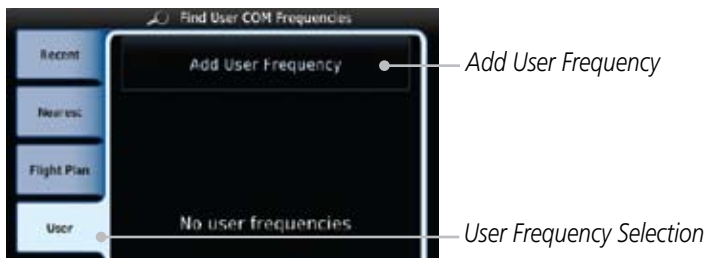 Find User COM Frequencies
Recent
Add User Frequency
Add User Frequency
Nearest
Flight Plan
User
No user frequencies
User Frequency Selection